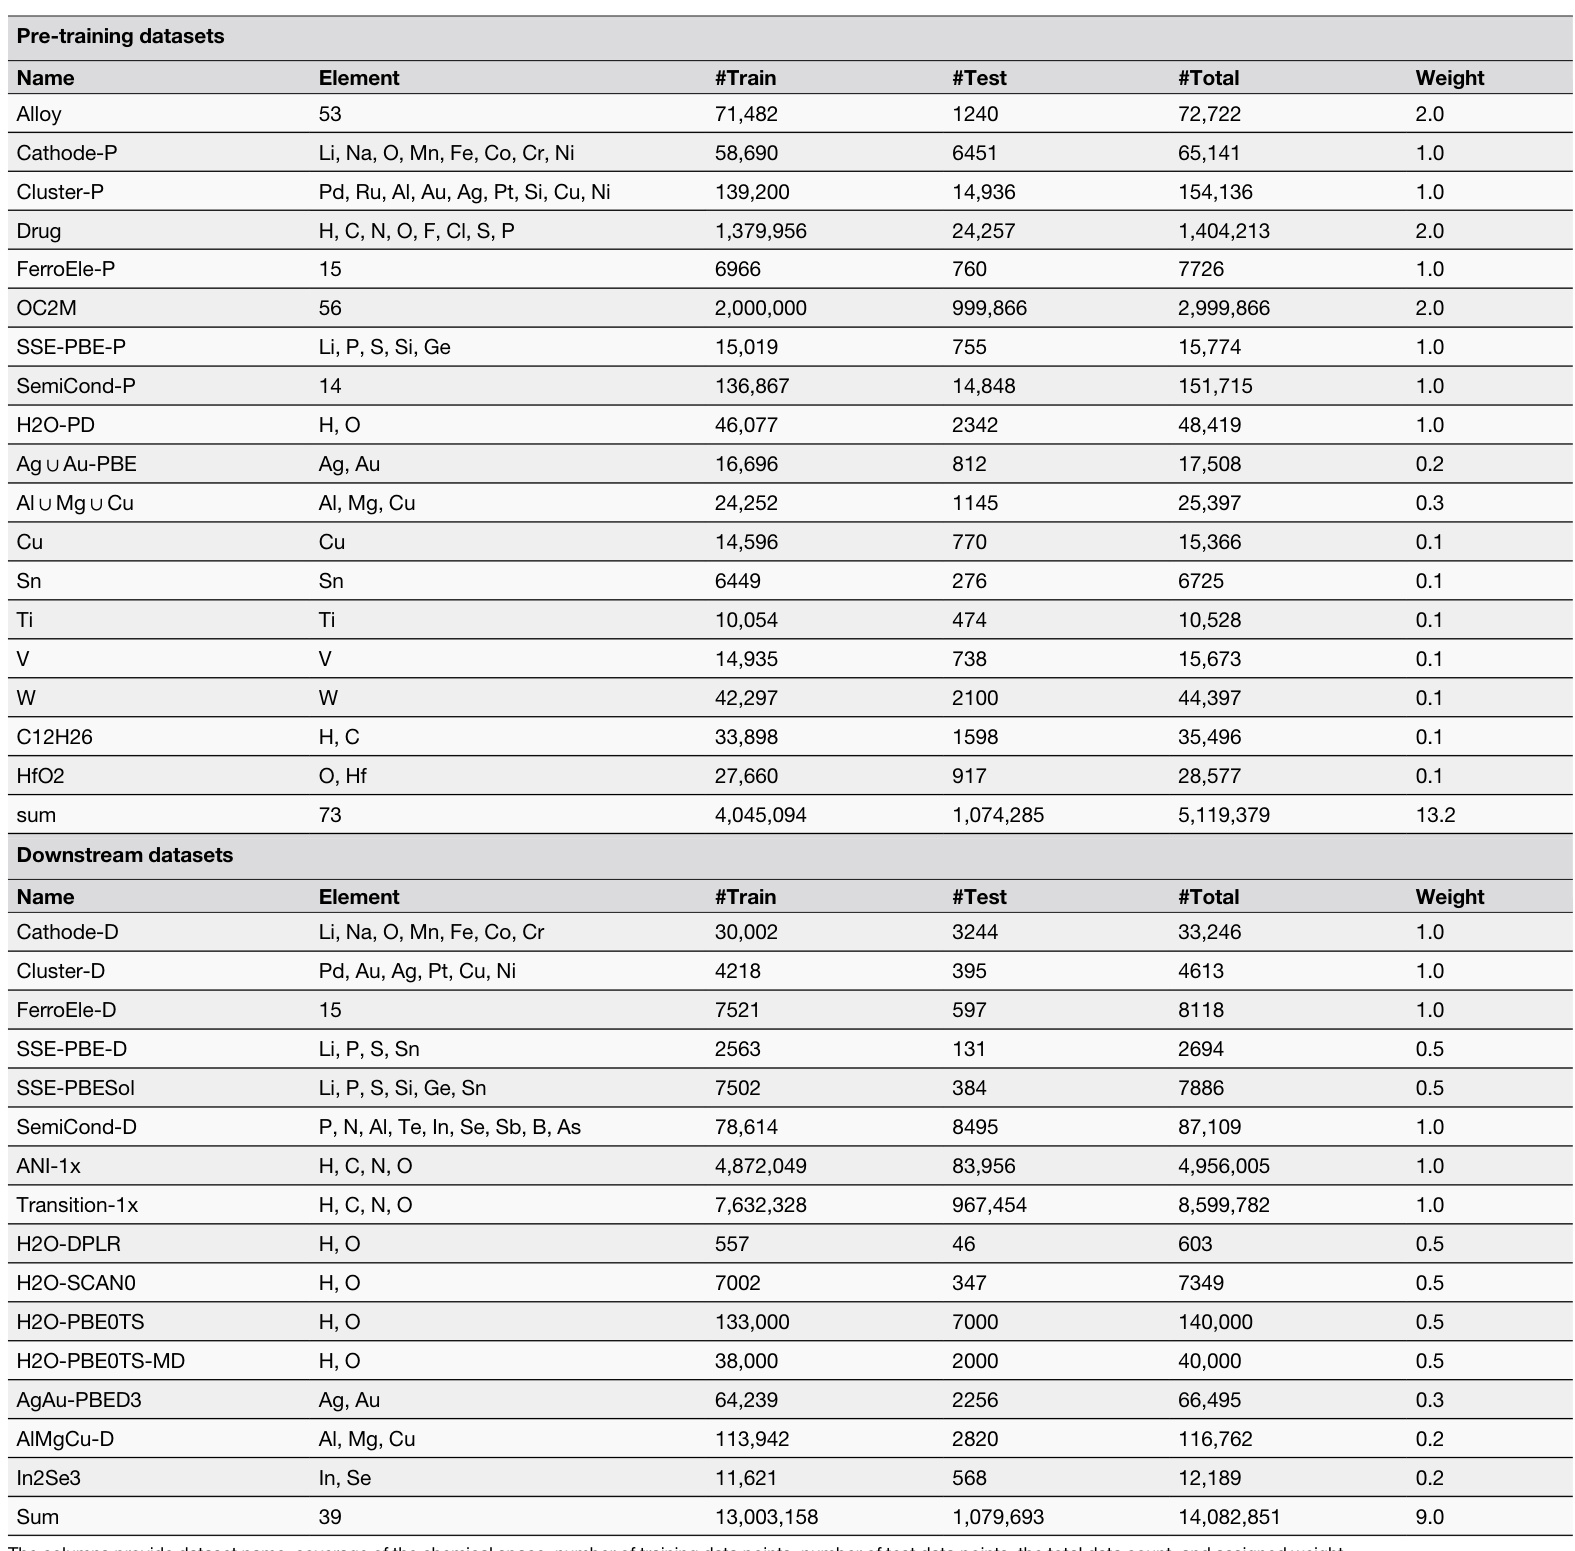 Pre-training datasets
Name Element #Train #Test #Total Weight
Alloy 53 71,482 1240 72,722 2.0
Cathode-P Li, Na, O, Mn, Fe, Co, Cr, Ni 58,690 6451 65,141 1.0
Cluster-P Pd, Ru, Al, Au, Ag, Pt, Si, Cu, Ni 139,200 14,936 154,136 1.0
Drug H, C, N, O, F, Cl, S, P 1,379,956 24,257 1,404,213 2.0
FerroEle-P 15 6966 760 7726 1.0
OC2M 56 2,000,000 999,866 2,999,866 2.0
SSE-PBE-P Li, P, S, Si, Ge 15,019 755 15,774 1.0
SemiCond-P 14 136,867 14,848 151,715 1.0
H2O-PD H, O 46,077 2342 48,419 1.0
Ag ∪ Au-PBE Ag, Au 16,696 812 17,508 0.2
Al ∪ Mg ∪ Cu Al, Mg, Cu 24,252 1145 25,397 0.3
Cu Cu 14,596 770 15,366 0.1
Sn Sn 6449 276 6725 0.1
Ti Ti 10,054 474 10,528 0.1
V V 14,935 738 15,673 0.1
W W 42,297 2100 44,397 0.1
C12H26 H, C 33,898 1598 35,496 0.1
HfO2 O, Hf 27,660 917 28,577 0.1
sum 73 4,045,094 1,074,285 5,119,379 13.2
Downstream datasets
Name Element #Train #Test #Total Weight
Cathode-D Li, Na, O, Mn, Fe, Co, Cr 30,002 3244 33,246 1.0
Cluster-D Pd, Au, Ag, Pt, Cu, Ni 4218 395 4613 1.0
FerroEle-D 15 7521 597 8118 1.0
SSE-PBE-D Li, P, S, Sn 2563 131 2694 0.5
SSE-PBESol Li, P, S, Si, Ge, Sn 7502 384 7886 0.5
SemiCond-D P, N, Al, Te, In, Se, Sb, B, As 78,614 8495 87,109 1.0
ANI-1x H, C, N, O 4,872,049 83,956 4,956,005 1.0
Transition-1x H, C, N, O 7,632,328 967,454 8,599,782 1.0
H2O-DPLR H, O 557 46 603 0.5
H2O-SCAN0 H, O 7002 347 7349 0.5
H2O-PBE0TS H, O 133,000 7000 140,000 0.5
H2O-PBE0TS-MD H, O 38,000 2000 40,000 0.5
AgAu-PBED3 Ag, Au 64,239 2256 66,495 0.3
AlMgCu-D Al, Mg, Cu 113,942 2820 116,762 0.2
In2Se3 In, Se 11,621 568 12,189 0.2
Sum 39 13,003,158 1,079,693 14,082,851 9.0